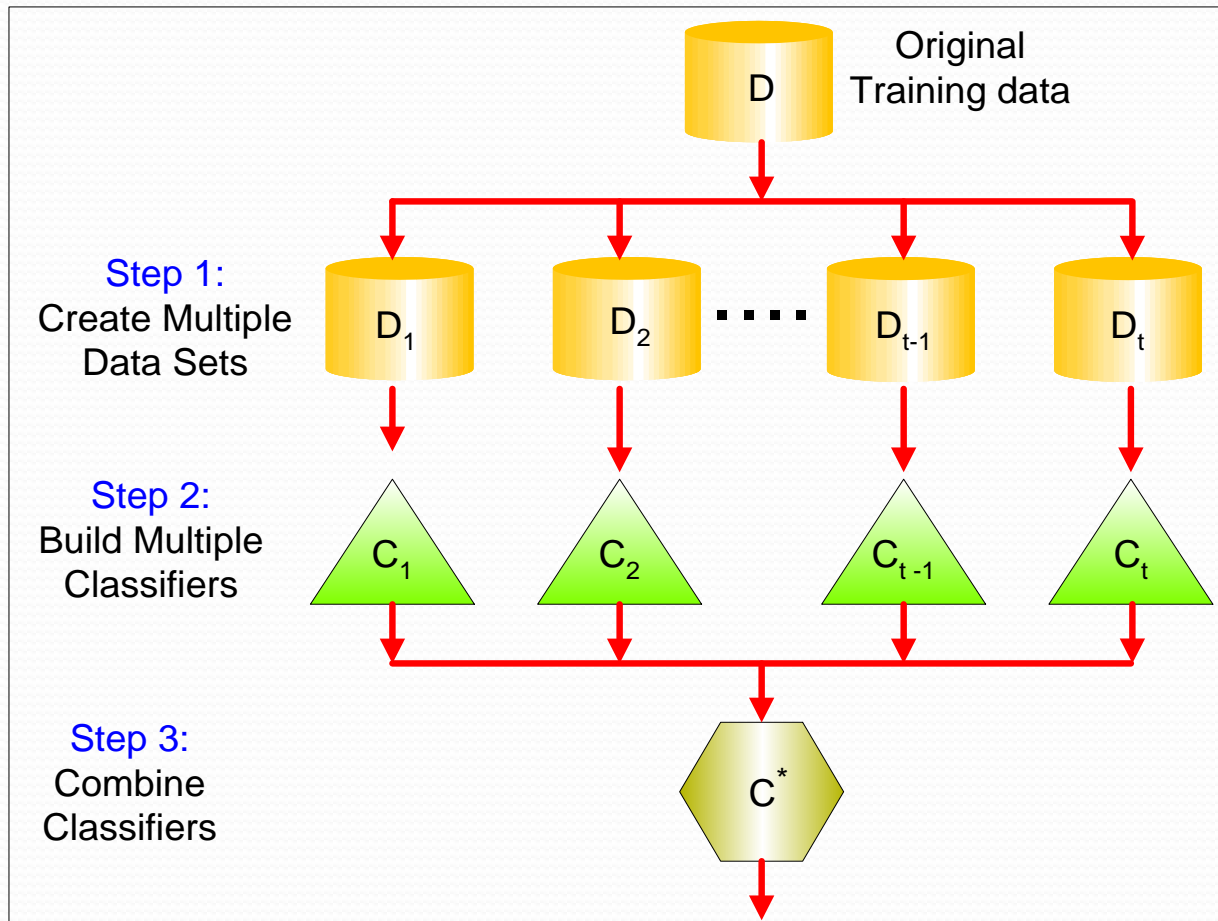 Original
Training data
D
Step 1:
Create Multiple
Data Sets
D1
D2
....
Dt-1
Dt
Step 2:
Build Multiple
Classifiers
C1
C2
Ct -1
Ct
Step 3:
Combine
Classifiers
C*